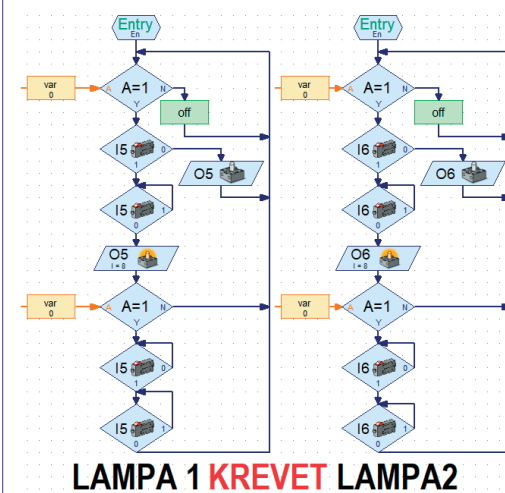 Entry
En
var
0
A
A=1
N
Y
off
I5
0
1
O5
I5
1
0
O5
I = 8
var
0
A
A=1
N
Y
I5
0
1
I5
1
0
Entry
En
var
0
A
A=1
N
Y
off
I6
0
1
O6
I6
1
0
O6
I = 8
var
0
A
A=1
N
Y
I6
0
1
I6
1
0
LAMPA 1 KREVET LAMPA2